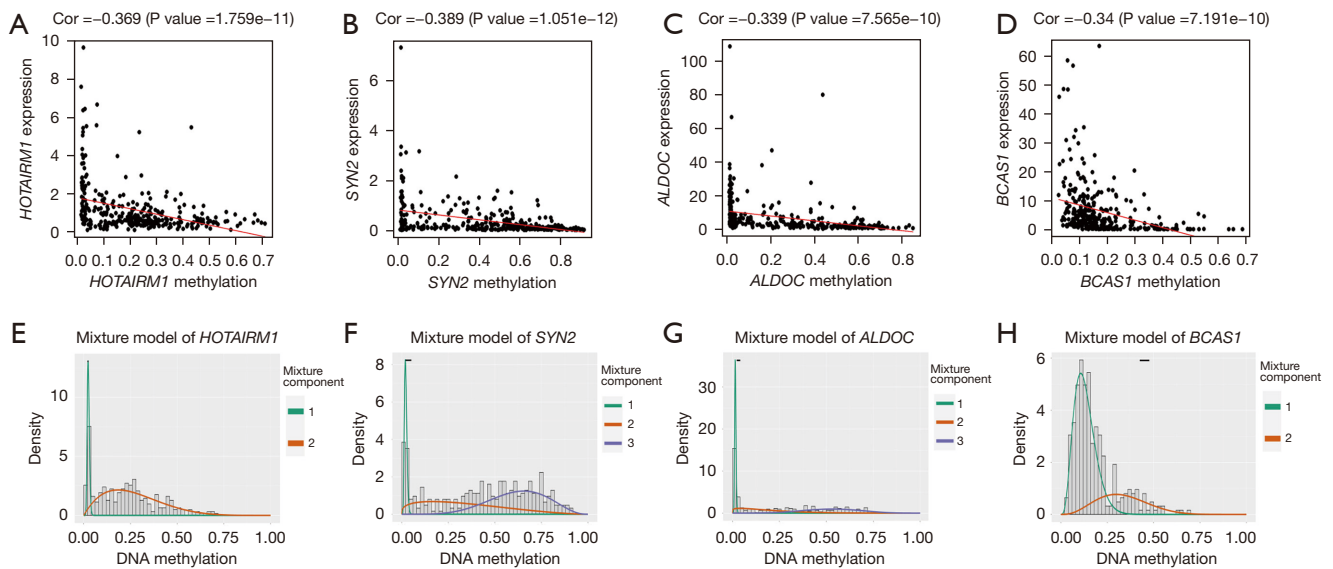 A
Cor =−0.369 (P value =1.759e−11)
10
8
6
4
2
0
HOTAIRM1 expression
0.0 0.1 0.2 0.3 0.4 0.5 0.6 0.7
HOTAIRM1 methylation
B
Cor =−0.389 (P value =1.051e−12)
6
4
2
0
SYN2 expression
0.0 0.2 0.4 0.6 0.8
SYN2 methylation
C
Cor =−0.339 (P value =7.565e−10)
100
80
60
40
20
0
ALDOC expression
0.0 0.2 0.4 0.6 0.8
ALDOC methylation
D
Cor =−0.34 (P value =7.191e−10)
60
50
40
30
20
10
0
BCAS1 expression
0.0 0.1 0.2 0.3 0.4 0.5 0.6 0.7
BCAS1 methylation
E
Mixture model of HOTAIRM1
10
5
0
Density
0.00 0.25 0.50 0.75 1.00
DNA methylation
Mixture
component
1
2
F
Mixture model of SYN2
8
6
4
2
0
Density
0.00 0.25 0.50 0.75 1.00
DNA methylation
Mixture
component
1
2
3
G
Mixture model of ALDOC
30
20
10
0
Density
0.00 0.25 0.50 0.75 1.00
DNA methylation
Mixture
component
1
2
3
H
Mixture model of BCAS1
6
4
2
0
Density
0.00 0.25 0.50 0.75 1.00
DNA methylation
Mixture
component
1
2